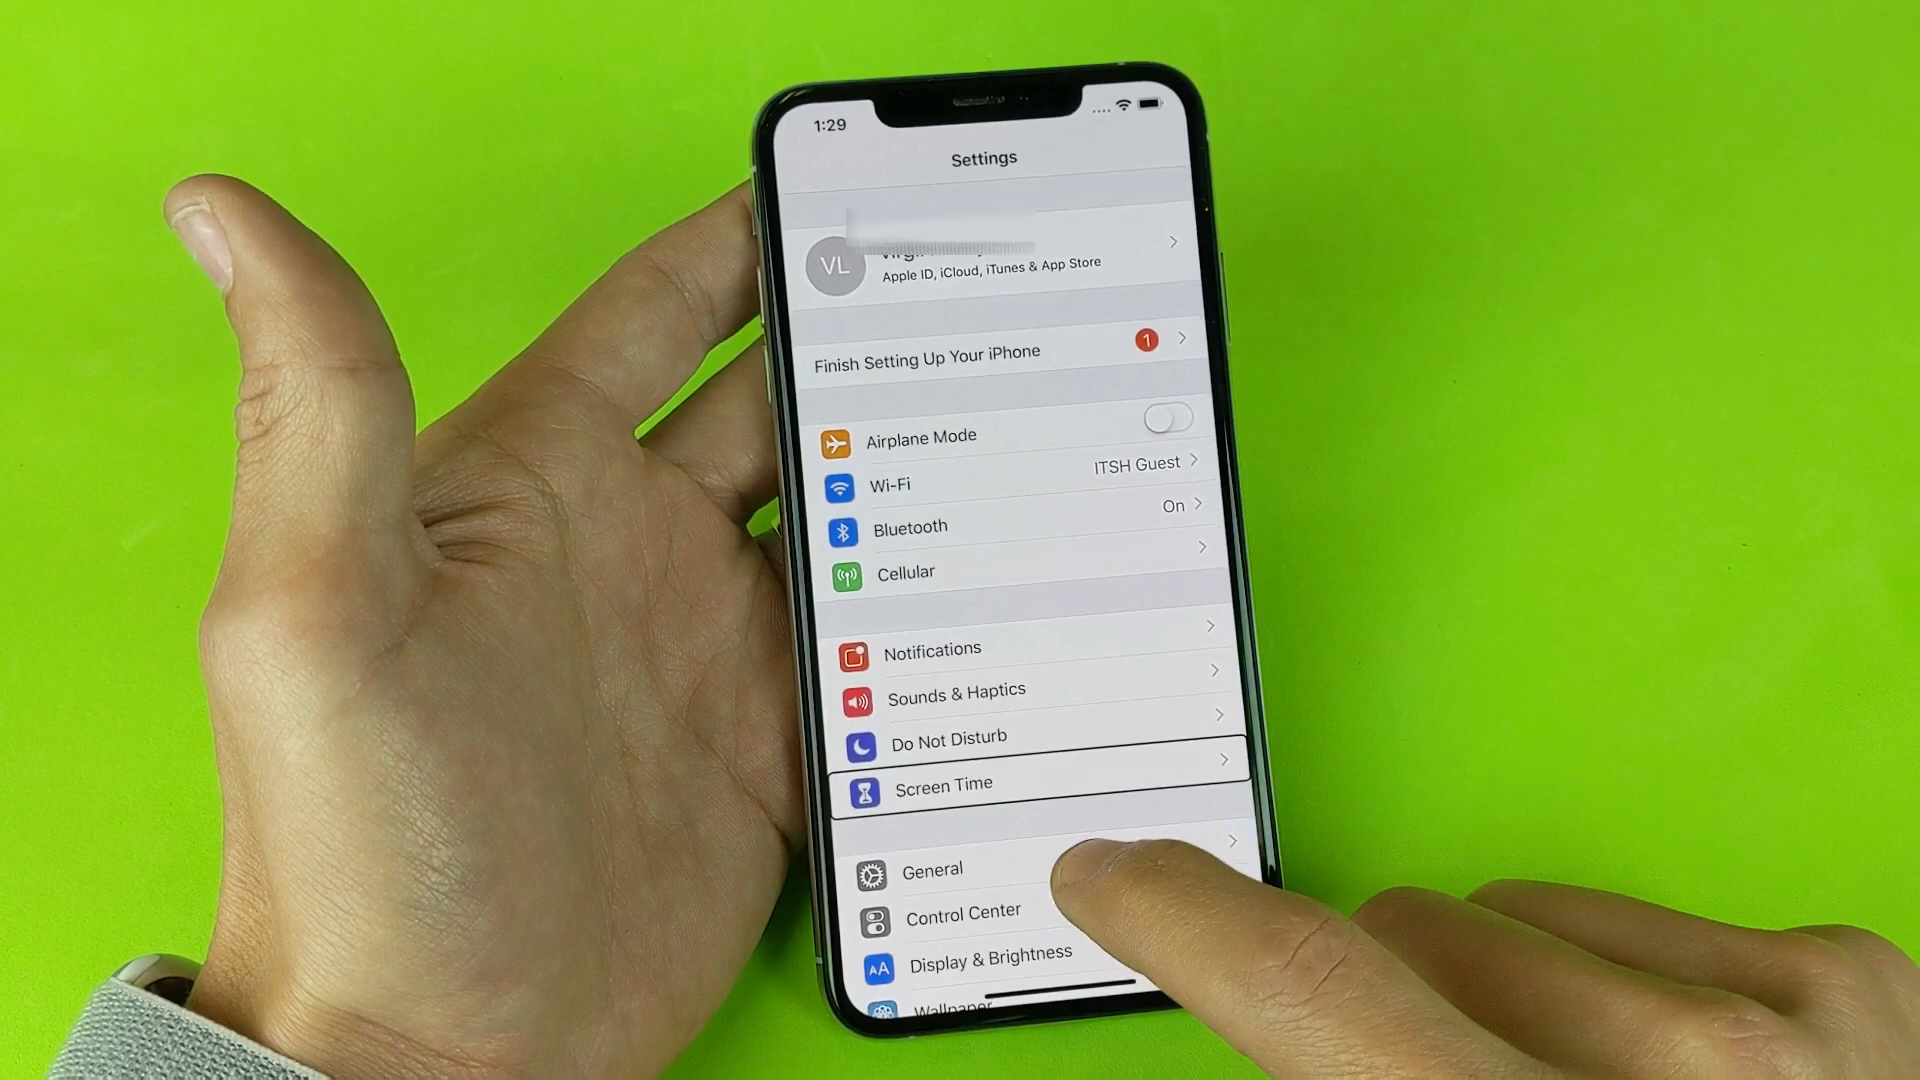 1:29
Settings
VL
Apple ID, iCloud, iTunes & App Store
Finish Setting Up Your iPhone 1
Airplane Mode
Wi-Fi ITSH Guest
Bluetooth On
Cellular
Notifications
Sounds & Haptics
Do Not Disturb
Screen Time
General
Control Center
AA Display & Brightness
Wallpaper